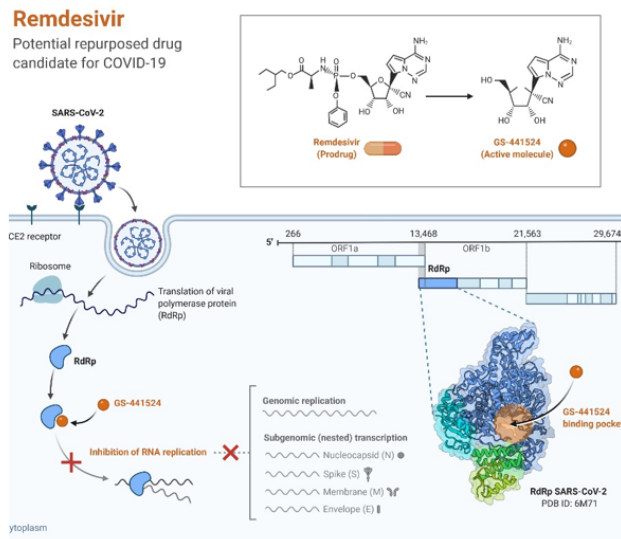 Remdesivir
Potential repurposed drug
candidate for COVID-19
SARS-CoV-2
CE2 receptor
Ribosome
Translation of viral
polymerase protein
(RdRp)
RdRp
GS-441524
Inhibition of RNA replication
ytoplasm
NH₂
N
N
N
O
H
N
O
P
O
O
O
O
CN
HO
OH
Remdesivir
(Prodrug)
NH₂
N
N
N
HO
CN
HO
OH
GS-441524
(Active molecule)
266
13,468
21,563
29,674
5'
ORF1a
ORF1b
RdRp
Genomic replication
Subgenomic (nested) transcription
Nucleocapsid (N)
Spike (S)
Membrane (M)
Envelope (E)
GS-441524
binding pocke
RdRp SARS-CoV-2
PDB ID: 6M71